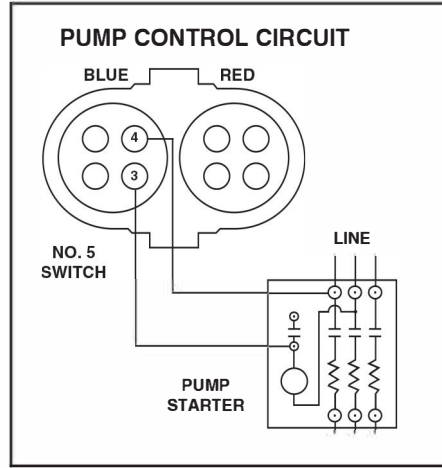 PUMP CONTROL CIRCUIT
BLUE
RED
4
3
NO. 5
SWITCH
LINE
PUMP
STARTER